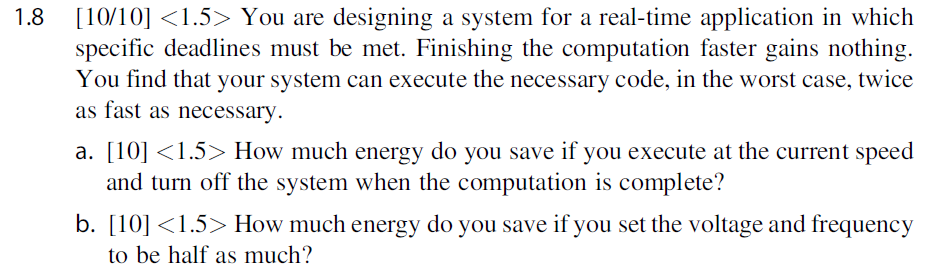 1.8 [10/10] <1.5> You are designing a system for a real-time application in which
specific deadlines must be met. Finishing the computation faster gains nothing.
You find that your system can execute the necessary code, in the worst case, twice
as fast as necessary.
a. [10] <1.5> How much energy do you save if you execute at the current speed
and turn off the system when the computation is complete?
b. [10] <1.5> How much energy do you save if you set the voltage and frequency
to be half as much?